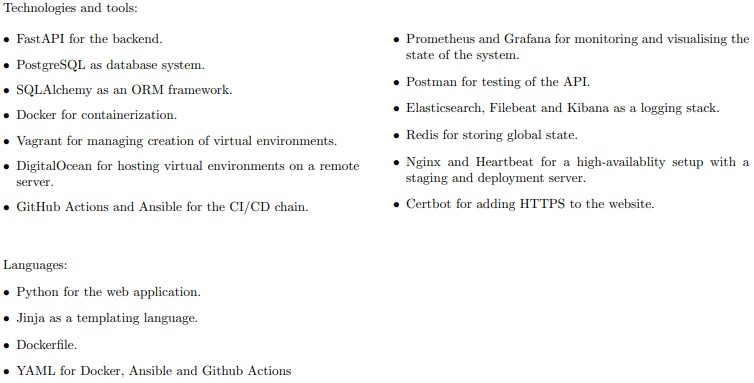 Technologies and tools:
• FastAPI for the backend.
• PostgreSQL as database system.
• SQLAlchemy as an ORM framework.
• Docker for containerization.
• Vagrant for managing creation of virtual environments.
• DigitalOcean for hosting virtual environments on a remote
server.
• GitHub Actions and Ansible for the CI/CD chain.
• Prometheus and Grafana for monitoring and visualising the
state of the system.
• Postman for testing of the API.
• Elasticsearch, Filebeat and Kibana as a logging stack.
• Redis for storing global state.
• Nginx and Heartbeat for a high-availablity setup with a
staging and deployment server.
• Certbot for adding HTTPS to the website.
Languages:
• Python for the web application.
• Jinja as a templating language.
• Dockerfile.
• YAML for Docker, Ansible and Github Actions